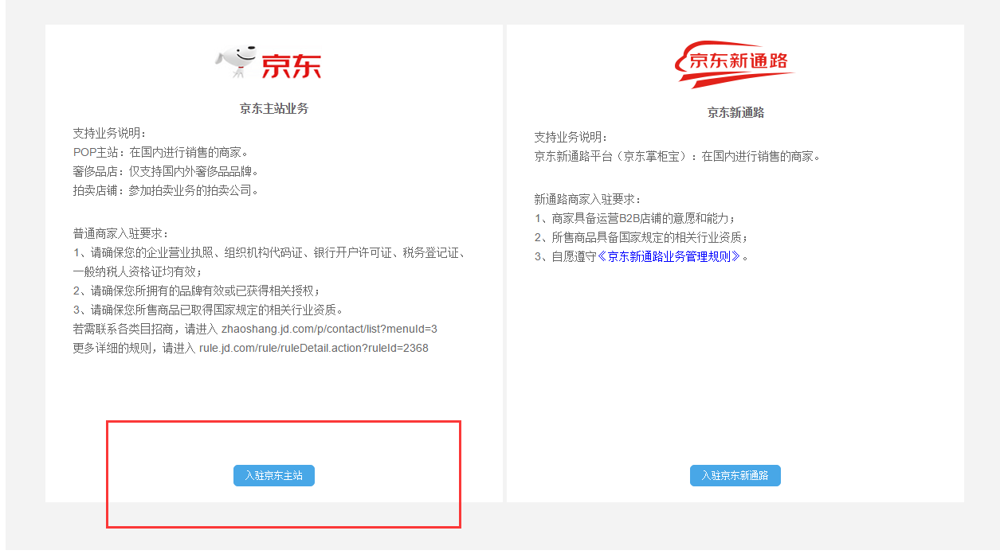 京东
京东主站业务
支持业务说明：
POP主站：在国内进行销售的商家。
奢侈品店：仅支持国内外奢侈品品牌。
拍卖店铺：参加拍卖业务的拍卖公司。
普通商家入驻要求：
1、请确保您的企业营业执照、组织机构代码证、银行开户许可证、税务登记证、
一般纳税人资格证均有效；
2、请确保您所拥有的品牌有效或已获得相关授权；
3、请确保您所售商品已取得国家规定的相关行业资质。
若需联系各类目招商，请进入 zhaoshang.jd.com/p/contact/list?menuId=3
更多详细的规则，请进入 rule.jd.com/rule/ruleDetail.action?ruleId=2368
入驻京东主站
京东新通路
京东新通路
支持业务说明：
京东新通路平台（京东掌柜宝）：在国内进行销售的商家。
新通路商家入驻要求：
1、商家具备运营B2B店铺的意愿和能力；
2、所售商品具备国家规定的相关行业资质；
3、自愿遵守《京东新通路业务管理规则》。
入驻京东新通路